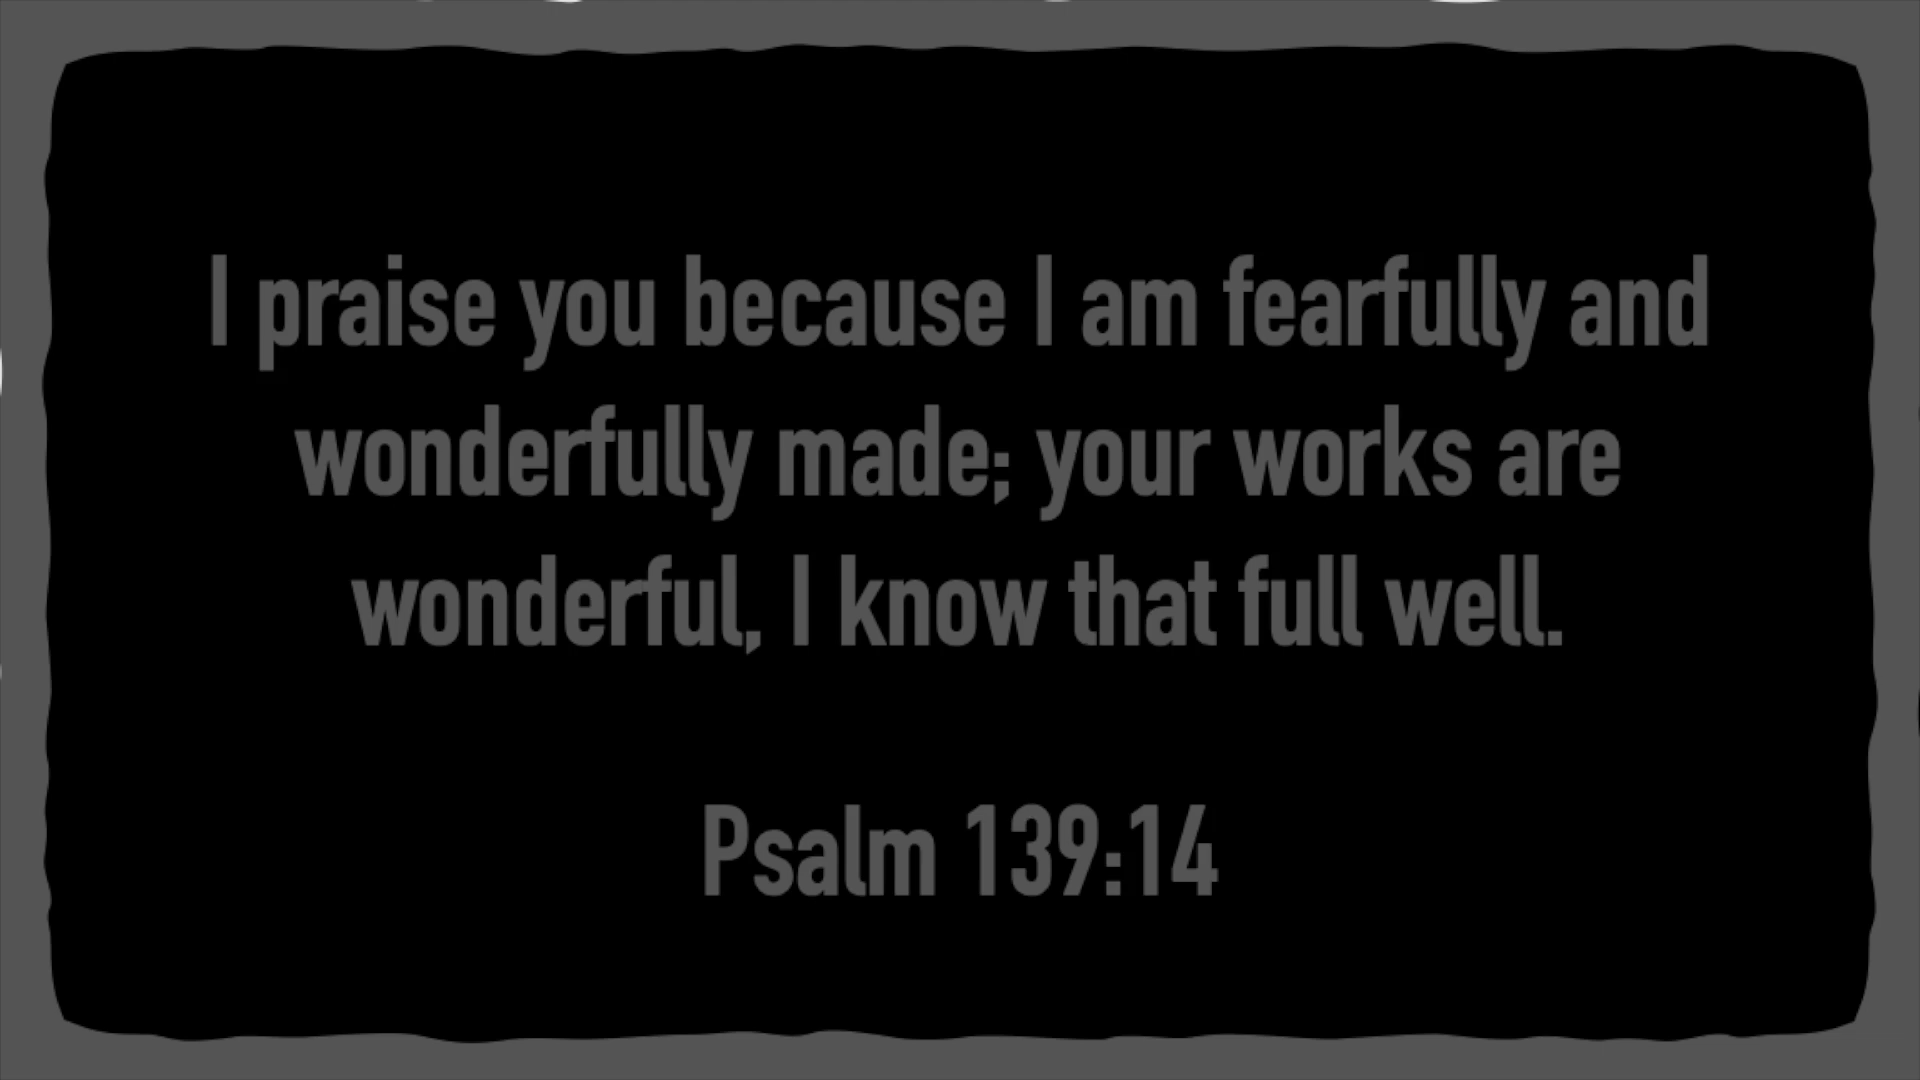 I praise you because I am fearfully and
wonderfully made; your works are
wonderful, I know that full well.
Psalm 139:14